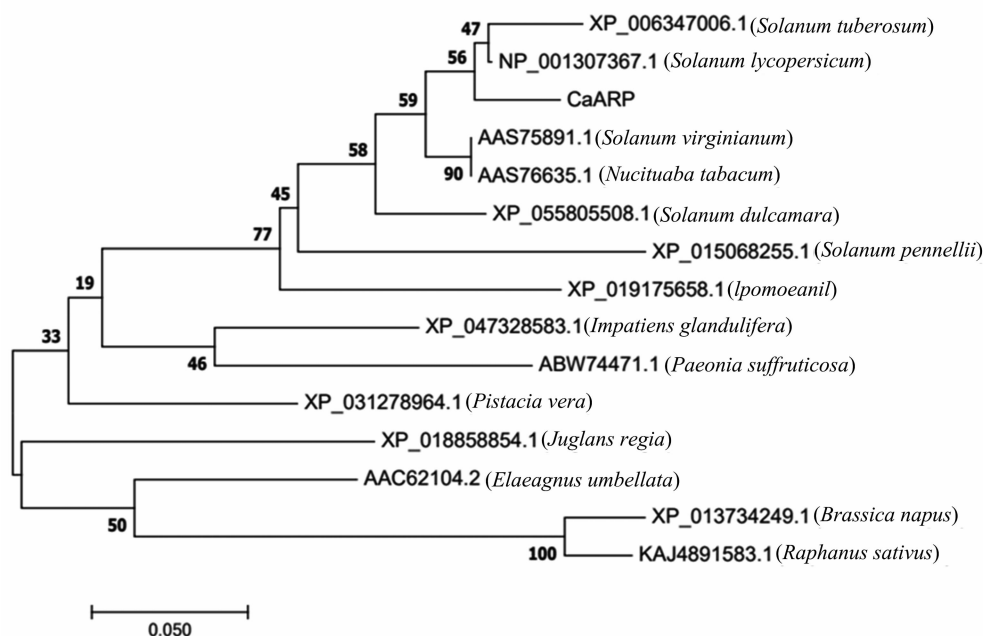 47 XP_006347006.1(Solanum tuberosum)
56 NP_001307367.1 (Solanum lycopersicum)
59 CaARP
AAS75891.1(Solanum virginianum)
58
90 AAS76635.1 (Nucituaba tabacum)
45
XP_055805508.1(Solanum dulcamara)
77
XP_015068255.1 (Solanum pennellii)
19 XP_019175658.1(lpomoeanil)
XP_047328583.1(Impatiens glandulifera)
33
46 ABW74471.1 (Paeonia suffruticosa)
XP_031278964.1(Pistacia vera)
XP_018858854.1(Juglans regia)
AAC62104.2 (Elaeagnus umbellata)
50 XP_013734249.1(Brassica napus)
100 KAJ4891583.1(Raphanus sativus)
0.050